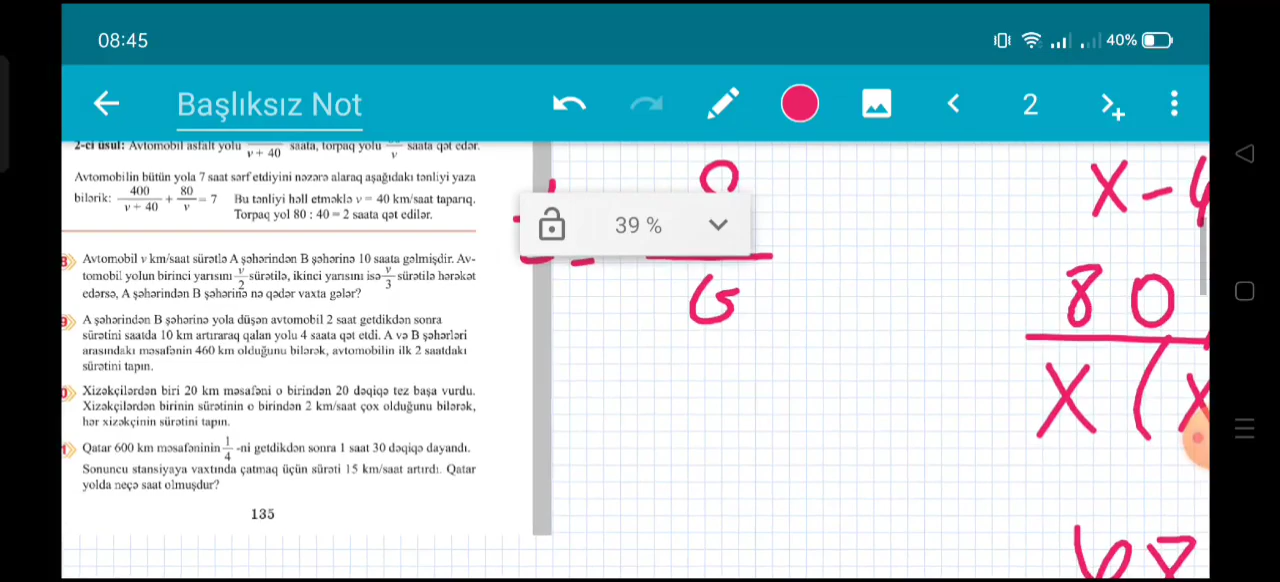 08:45 40%
Başlıksız Not 2
2-ci üsul: Avtomobil asfalt yolu /(v + 40) saata, torpaq yolu /v saata qət edər.
Avtomobilin bütün yola 7 saat sərf etdiyini nəzərə alaraq aşağıdakı tənliyi yaza
bilərik: 400/(v + 40) + 80/v = 7 Bu tənliyi həll etməklə v = 40 km/saat taparıq.
Torpaq yol 80 : 40 = 2 saata qət edilər.
8 Avtomobil v km/saat sürətlə A şəhərindən B şəhərinə 10 saata gəlmişdir. Av-
tomobil yolun birinci yarısını v/2 sürətilə, ikinci yarısını isə v/3 sürətilə hərəkət
edərsə, A şəhərindən B şəhərinə nə qədər vaxta gələr?
9 A şəhərindən B şəhərinə yola düşən avtomobil 2 saat getdikdən sonra
sürətini saatda 10 km artıraraq qalan yolu 4 saata qət etdi. A və B şəhərləri
arasındakı məsafənin 460 km olduğunu bilərək, avtomobilin ilk 2 saatdakı
sürətini tapın.
0 Xizəkçilərdən biri 20 km məsafəni o birindən 20 dəqiqə tez başa vurdu.
Xizəkçilərdən birinin sürətinin o birindən 2 km/saat çox olduğunu bilərək,
hər xizəkçinin sürətini tapın.
1 Qatar 600 km məsafəninin 1/4 -ni getdikdən sonra 1 saat 30 dəqiqə dayandı.
Sonuncu stansiyaya vaxtında çatmaq üçün sürəti 15 km/saat artırdı. Qatar
yolda neçə saat olmuşdur?
135
39 %
X - 4
80
X (x